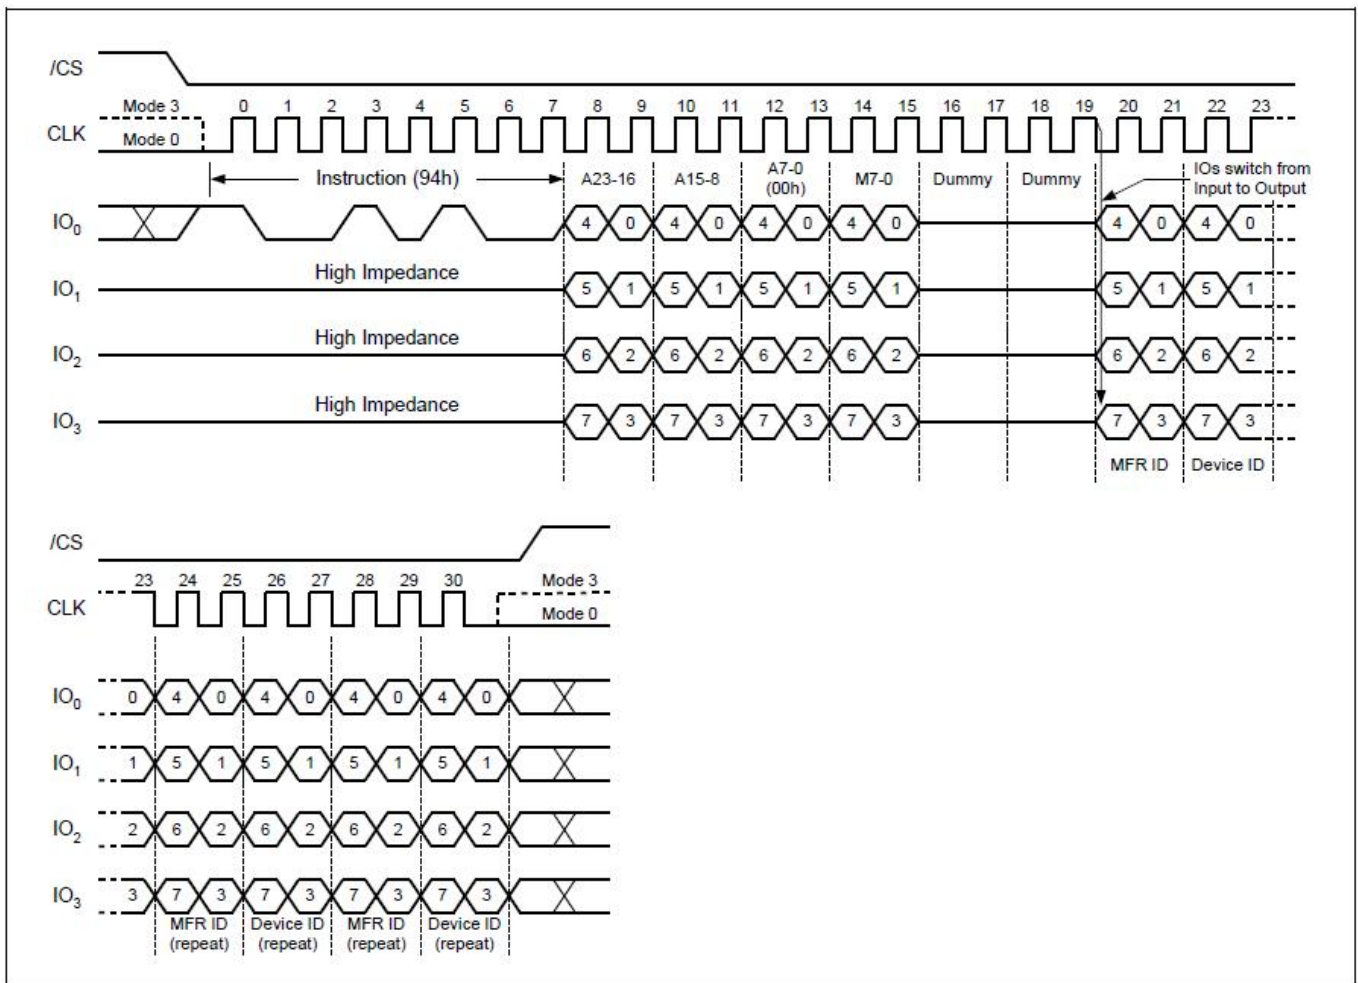 /CS
Mode 3 0 1 2 3 4 5 6 7 8 9 10 11 12 13 14 15 16 17 18 19 20 21 22 23
CLK
Mode 0
Instruction (94h) A23-16 A15-8 A7-0 (00h) M7-0 Dummy Dummy IOs switch from Input to Output
IO0 4 0 4 0 4 0 4 0 4 0 4 0
High Impedance
IO1 5 1 5 1 5 1 5 1 5 1 5 1
High Impedance
IO2 6 2 6 2 6 2 6 2 6 2 6 2
High Impedance
IO3 7 3 7 3 7 3 7 3 7 3 7 3
MFR ID Device ID
/CS
23 24 25 26 27 28 29 30 Mode 3
CLK
Mode 0
IO0 0 4 0 4 0 4 0 4 0
IO1 1 5 1 5 1 5 1 5 1
IO2 2 6 2 6 2 6 2 6 2
IO3 3 7 3 7 3 7 3 7 3
MFR ID Device ID MFR ID Device ID
(repeat) (repeat) (repeat) (repeat)